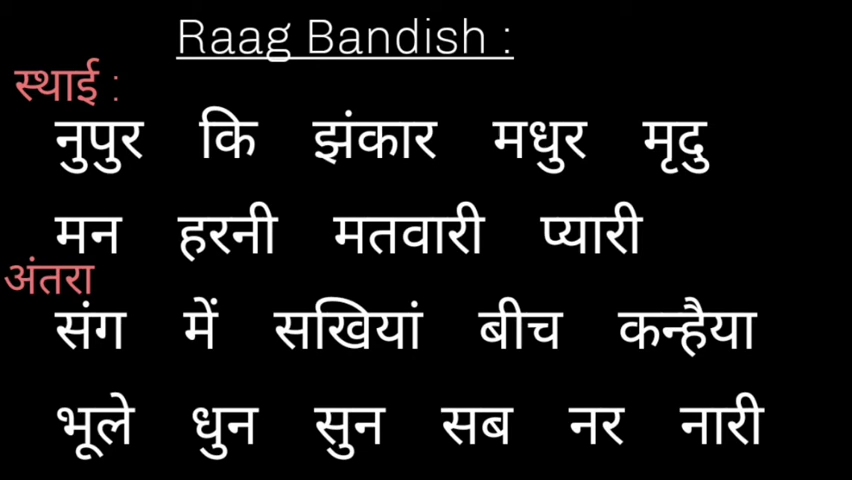 Raag Bandish :
स्थाई :
नुपुर कि झंकार मधुर मृदु
मन हरनी मतवारी प्यारी
अंतरा
संग में सखियां बीच कन्हैया
भूले धुन सुन सब नर नारी